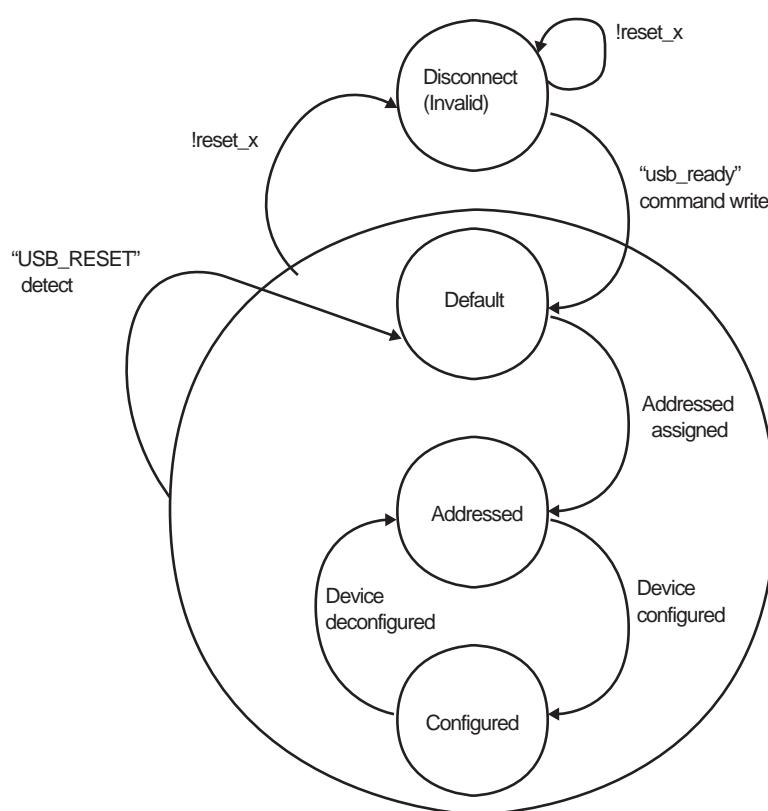 !reset_x
Disconnect
(Invalid)
!reset_x
“usb_ready”
command write
“USB_RESET”
detect
Default
Addressed
assigned
Addressed
Device
deconfigured
Device
configured
Configured